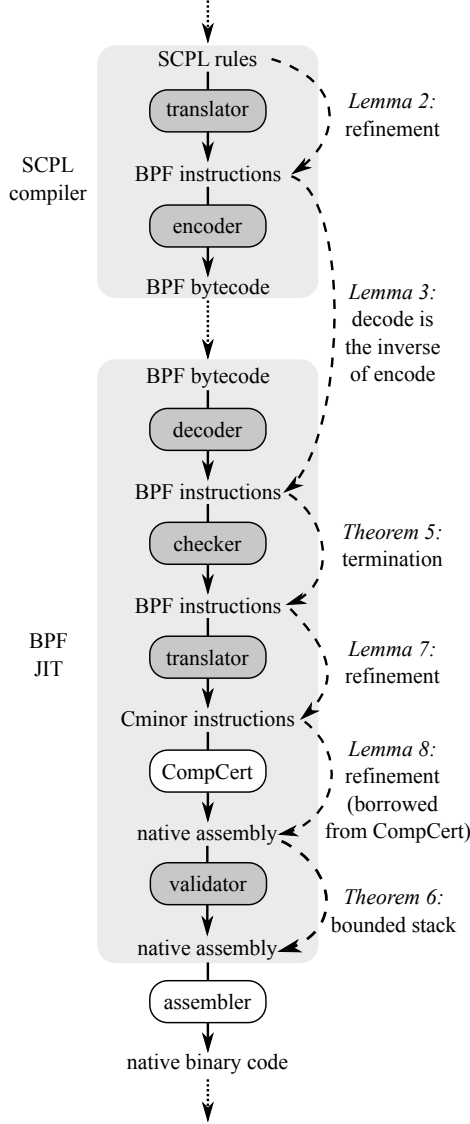 SCPL rules
translator
Lemma 2:
refinement
SCPL
compiler
BPF instructions
encoder
BPF bytecode
Lemma 3:
decode is
the inverse
of encode
BPF bytecode
decoder
BPF instructions
checker
Theorem 5:
termination
BPF instructions
BPF
JIT
translator
Lemma 7:
refinement
Cminor instructions
CompCert
Lemma 8:
refinement
(borrowed
from CompCert)
native assembly
validator
Theorem 6:
bounded stack
native assembly
assembler
native binary code